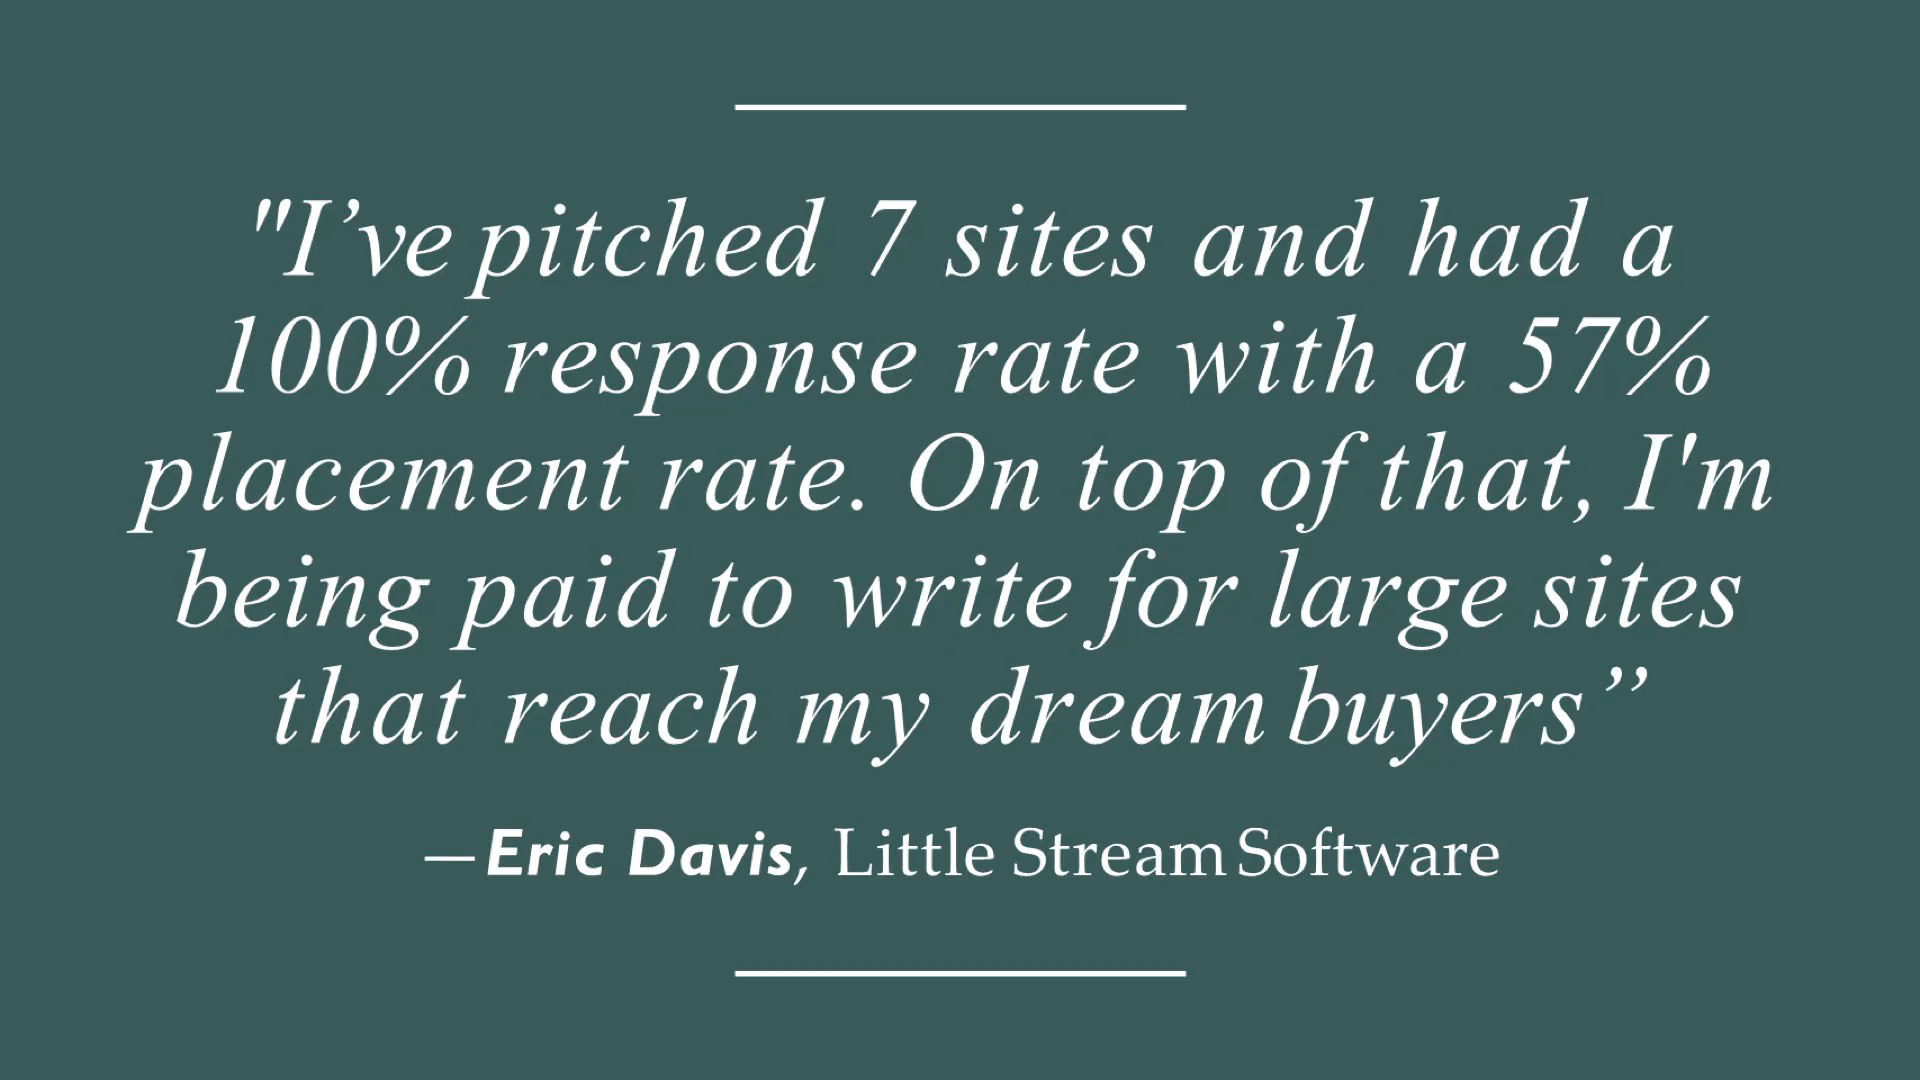 "I’ve pitched 7 sites and had a
100% response rate with a 57%
placement rate. On top of that, I'm
being paid to write for large sites
that reach my dream buyers’’
—Eric Davis, Little Stream Software